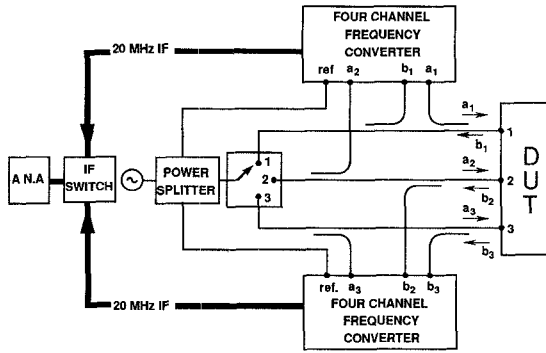 FOUR CHANNEL
FREQUENCY
CONVERTER
ref a2 b1 a1
20 MHz IF
a1
b1
1
a2
2
b2
a3
3
b3
D
U
T
A N.A
IF
SWITCH
POWER
SPLITTER
1
2
3
ref. a3 b2 b3
FOUR CHANNEL
FREQUENCY
CONVERTER
20 MHz IF